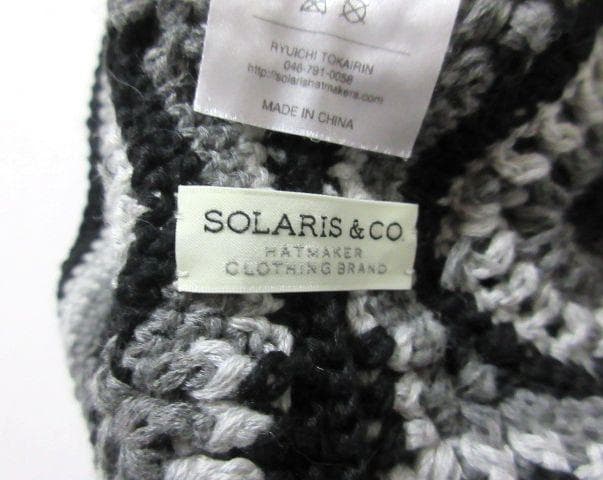 RYUICHI TOKAIRIN
046-791-0058
http://solarishatmakers.com
MADE IN CHINA
SOLARIS & CO.
HATMAKER
CLOTHING BRAND